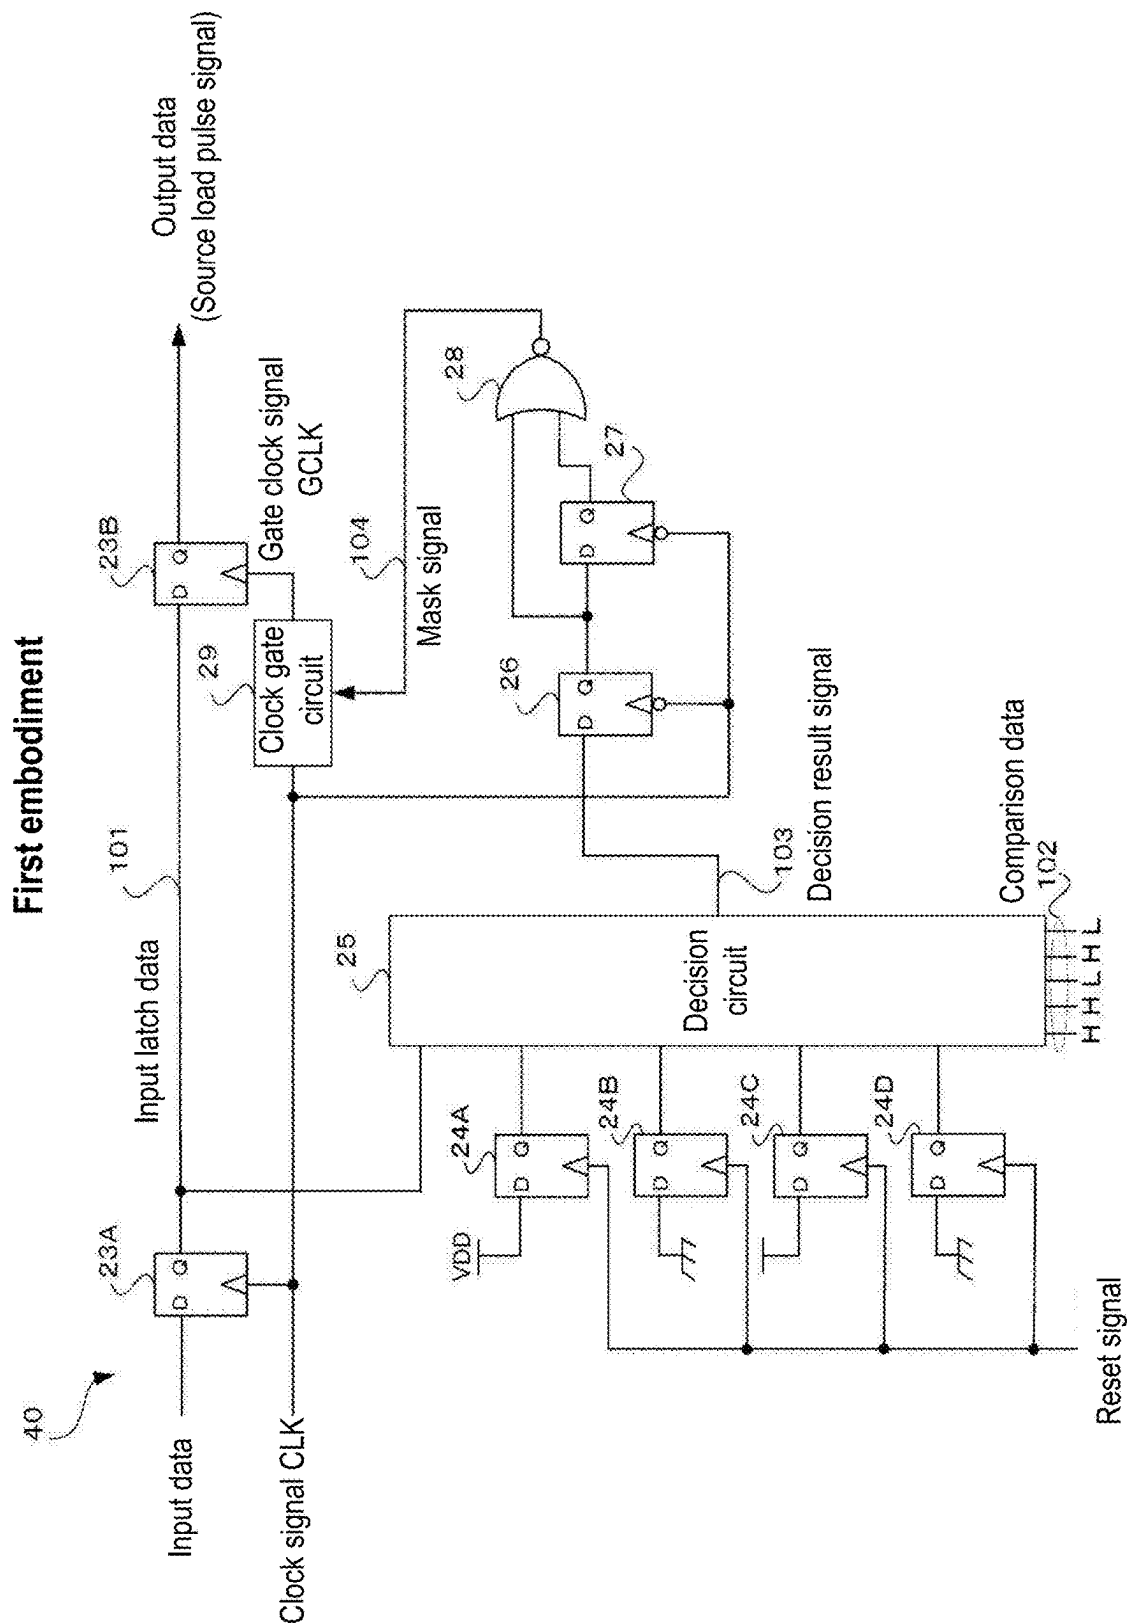 First embodiment
40
Input data
23A
Input latch data
101
23B
Output data
(Source load pulse signal)
D
Q
D
Q
Clock signal CLK
29
Clock gate
circuit
Gate clock signal
GCLK
104
Mask signal
28
25
Decision
circuit
26
27
D
Q
D
Q
VDD
24A
D
Q
24B
D
Q
24C
D
Q
24D
D
Q
103
Decision result signal
Comparison data
102
H H L H L
Reset signal